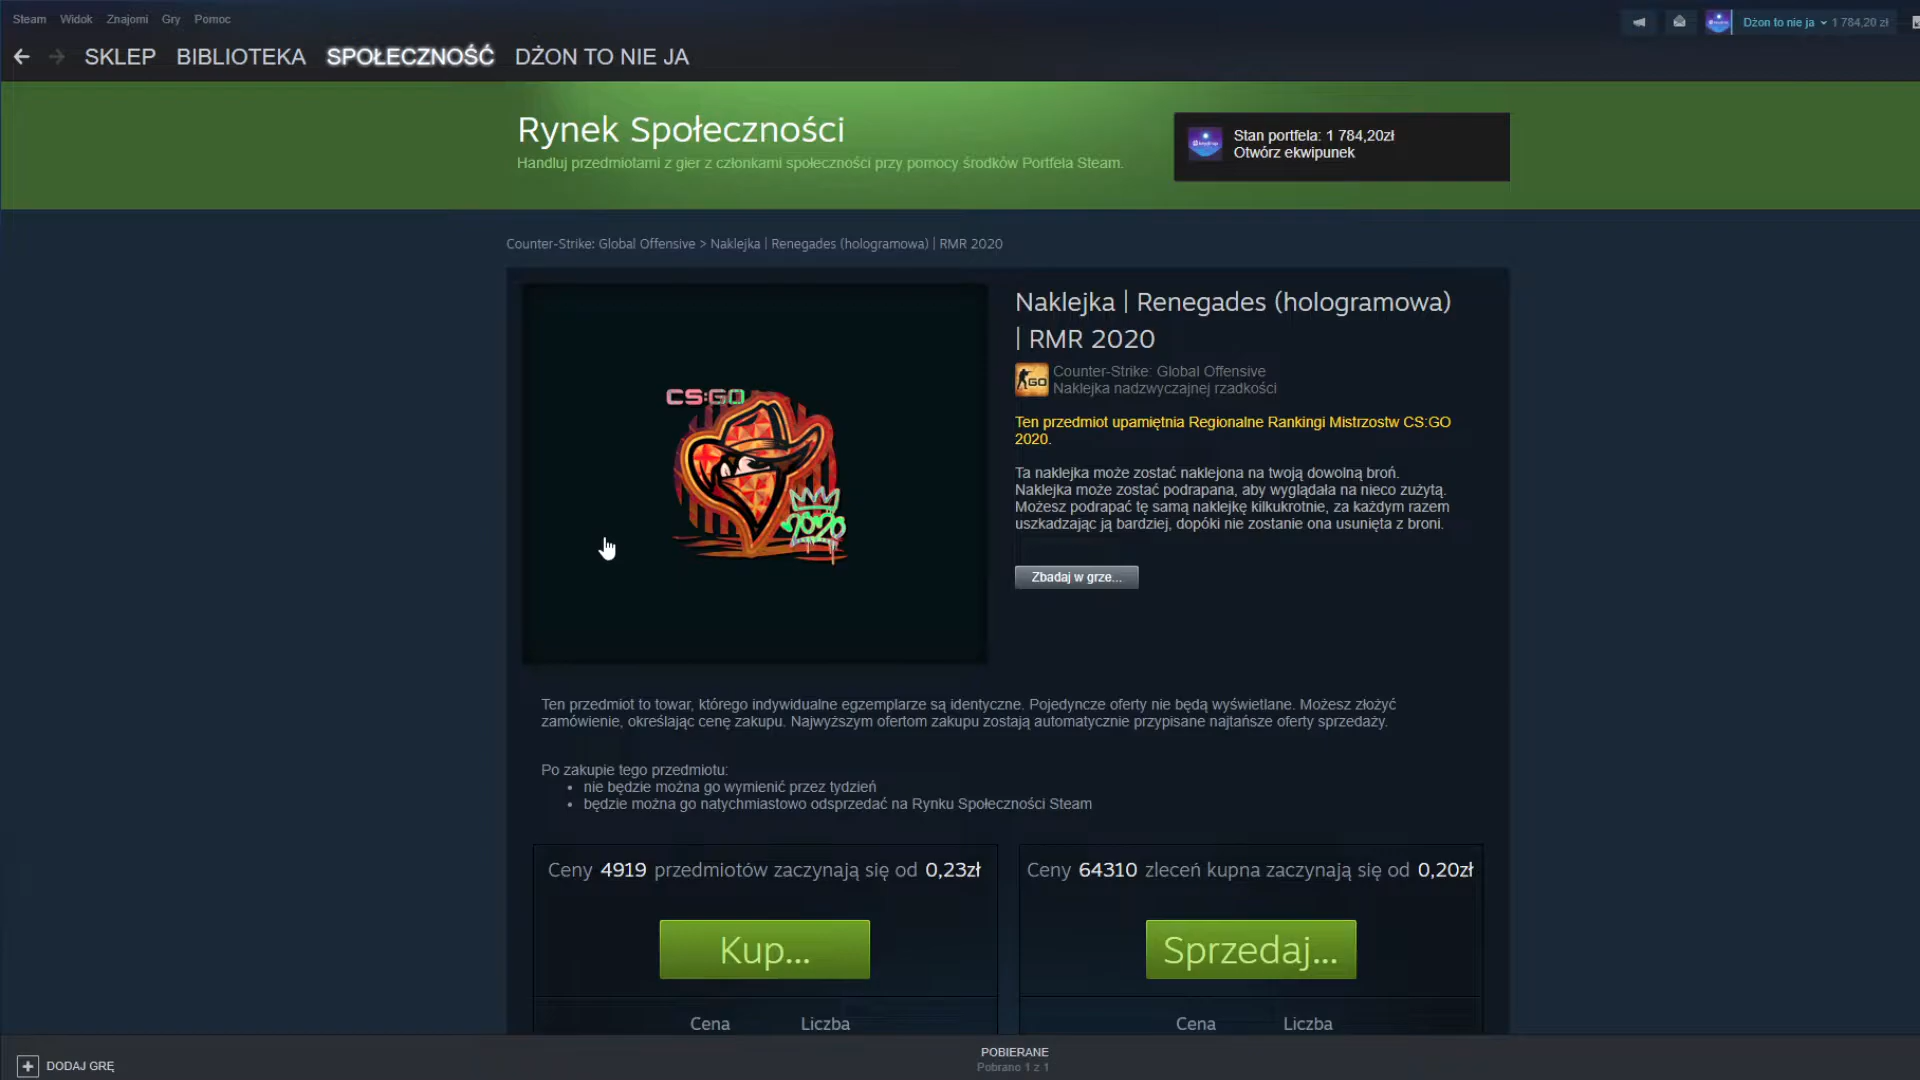 Steam Widok Znajomi Gry Pomoc
Dżon to nie ja 1 784,20 zł
SKLEP BIBLIOTEKA SPOŁECZNOŚĆ DŻON TO NIE JA
Rynek Społeczności
Handluj przedmiotami z gier z członkami społeczności przy pomocy środków Portfela Steam.
Stan portfela: 1 784,20zł
Otwórz ekwipunek
Counter-Strike: Global Offensive > Naklejka | Renegades (hologramowa) | RMR 2020
CS:GO
2020
Naklejka | Renegades (hologramowa)
| RMR 2020
GO
Counter-Strike: Global Offensive
Naklejka nadzwyczajnej rzadkości
Ten przedmiot upamiętnia Regionalne Rankingi Mistrzostw CS:GO
2020.
Ta naklejka może zostać naklejona na twoją dowolną broń.
Naklejka może zostać podrapana, aby wyglądała na nieco zużytą.
Możesz podrapać tę samą naklejkę kilkukrotnie, za każdym razem
uszkadzając ją bardziej, dopóki nie zostanie ona usunięta z broni.
Zbadaj w grze...
Ten przedmiot to towar, którego indywidualne egzemplarze są identyczne. Pojedyncze oferty nie będą wyświetlane. Możesz złożyć
zamówienie, określając cenę zakupu. Najwyższym ofertom zakupu zostają automatycznie przypisane najtańsze oferty sprzedaży.
Po zakupie tego przedmiotu:
• nie będzie można go wymienić przez tydzień
• będzie można go natychmiastowo odsprzedać na Rynku Społeczności Steam
Ceny 4919 przedmiotów zaczynają się od 0,23zł
Kup...
Cena Liczba
Ceny 64310 zleceń kupna zaczynają się od 0,20zł
Sprzedaj...
Cena Liczba
DODAJ GRĘ
POBIERANE
Pobrano 1 z 1